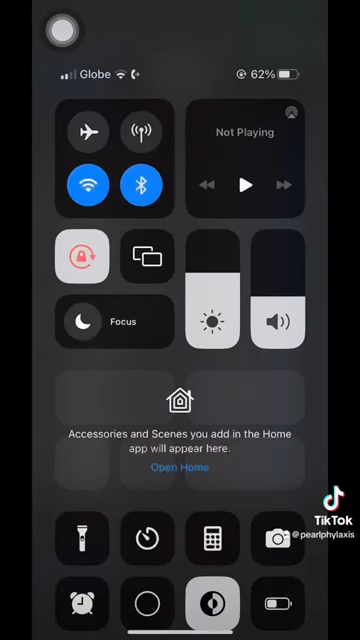 Globe 62%
Not Playing
Focus
Accessories and Scenes you add in the Home
app will appear here.
Open Home
TikTok
@pearlphylaxis